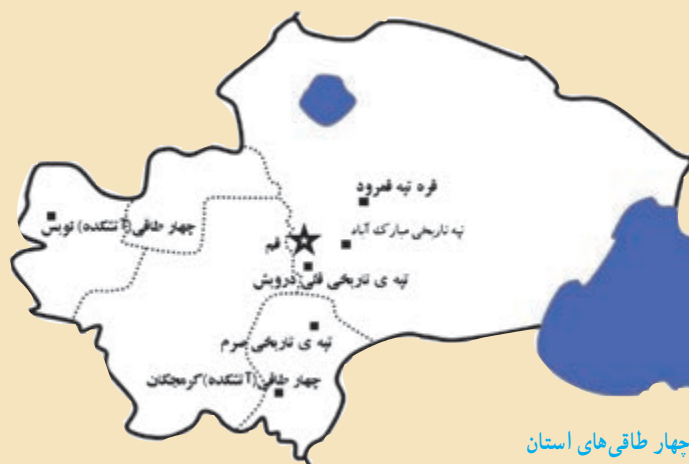 قره تپه قمرود
چهار طاقی(آتشکده) نویس
تپه تاریخی مبارک آباد
قم
تپه ی تاریخی قلی درویش
تپه ی تاریخی صرم
چهار طاقی(آتشکده)کرمجگان
چهار طاقی‌های استان